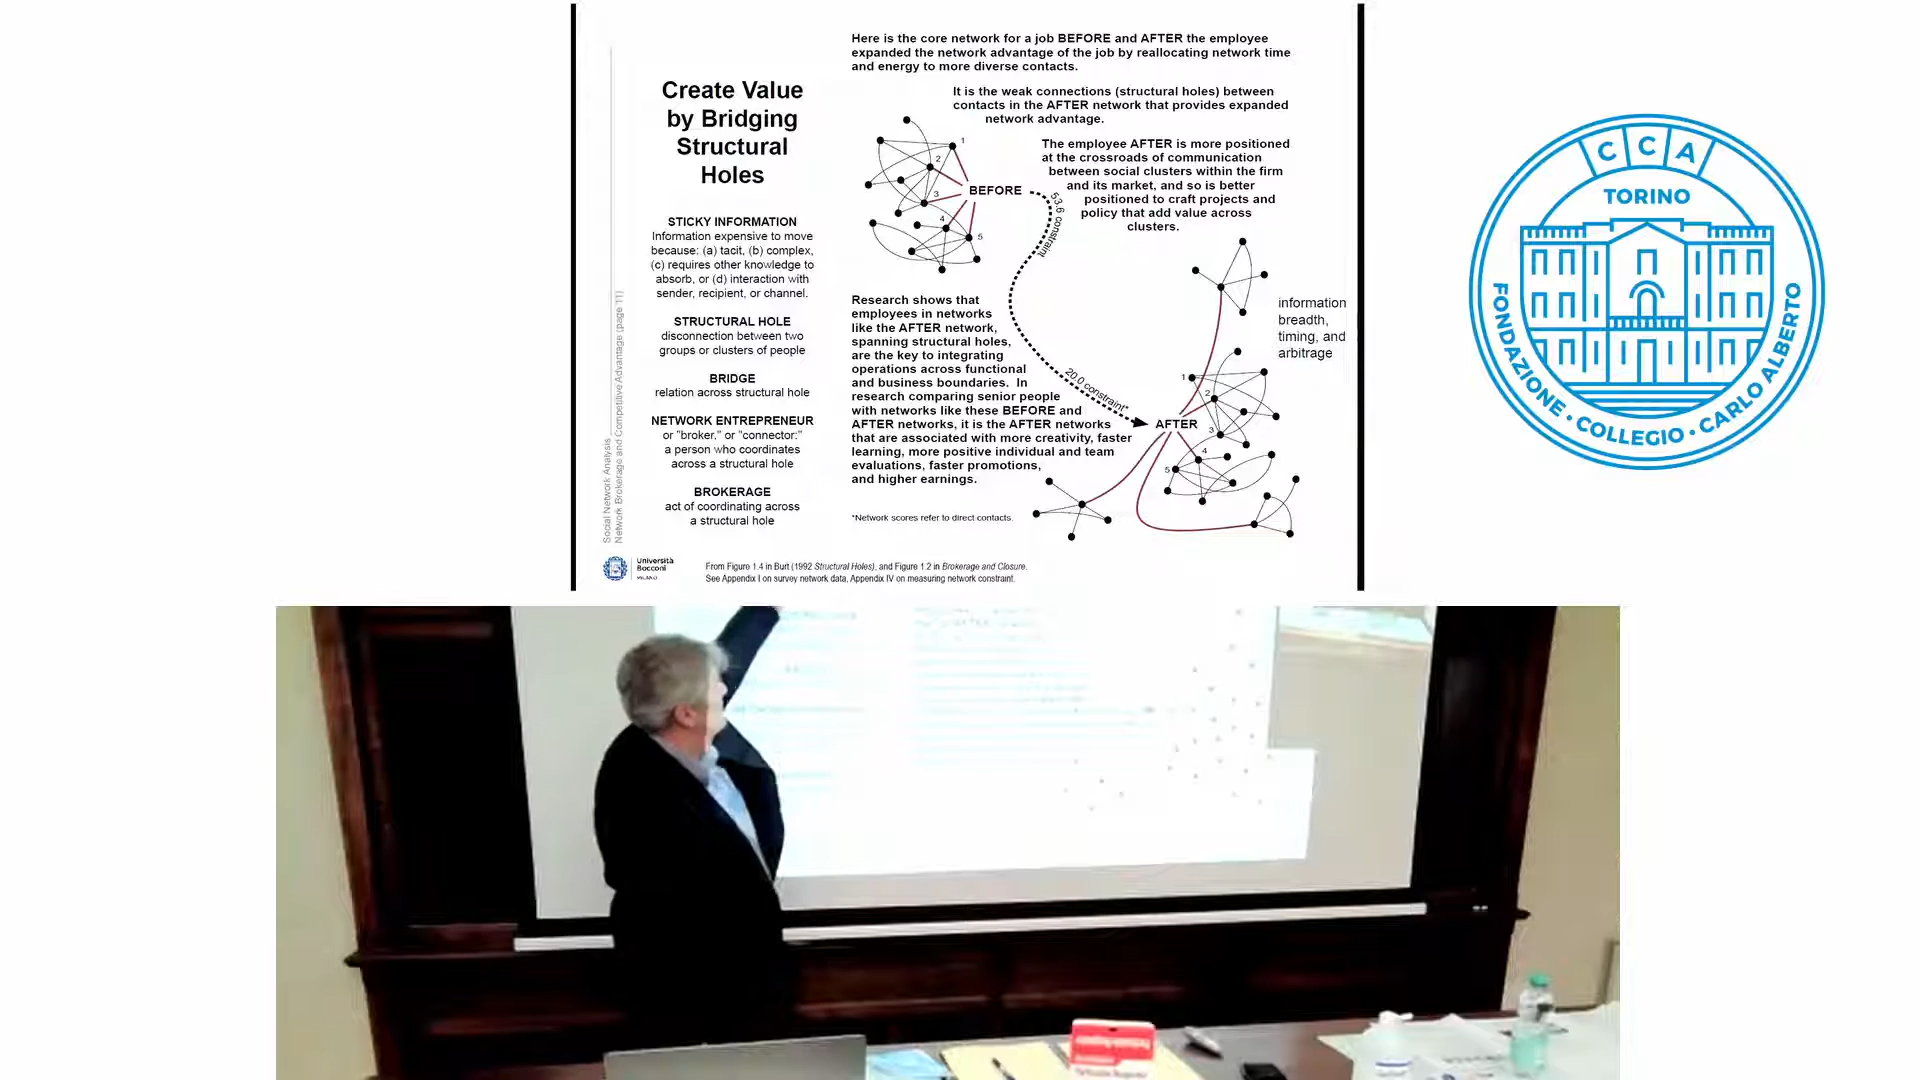 Create Value
by Bridging
Structural
Holes
STICKY INFORMATION
Information expensive to move
because: (a) tacit, (b) complex,
(c) requires other knowledge to
absorb, or (d) interaction with
sender, recipient, or channel.
STRUCTURAL HOLE
disconnection between two
groups or clusters of people
BRIDGE
relation across structural hole
NETWORK ENTREPRENEUR
or "broker," or "connector:"
a person who coordinates
across a structural hole
BROKERAGE
act of coordinating across
a structural hole
Social Network Analysis
Network Brokerage and Competitive Advantage (page 11)
Here is the core network for a job BEFORE and AFTER the employee
expanded the network advantage of the job by reallocating network time
and energy to more diverse contacts.
It is the weak connections (structural holes) between
contacts in the AFTER network that provides expanded
network advantage.
The employee AFTER is more positioned
at the crossroads of communication
between social clusters within the firm
and its market, and so is better
positioned to craft projects and
policy that add value across
clusters.
1
2
3
4
5
BEFORE
53.6 constraint
Research shows that
employees in networks
like the AFTER network,
spanning structural holes,
are the key to integrating
operations across functional
and business boundaries. In
research comparing senior people
with networks like these BEFORE and
AFTER networks, it is the AFTER networks
that are associated with more creativity, faster
learning, more positive individual and team
evaluations, faster promotions,
and higher earnings.
20.0 constraint*
AFTER
1
2
3
4
5
information
breadth,
timing, and
arbitrage
*Network scores refer to direct contacts.
Università
Bocconi
MILANO
From Figure 1.4 in Burt (1992 Structural Holes), and Figure 1.2 in Brokerage and Closure.
See Appendix I on survey network data, Appendix IV on measuring network constraint.
CCA
TORINO
FONDAZIONE • COLLEGIO • CARLO ALBERTO